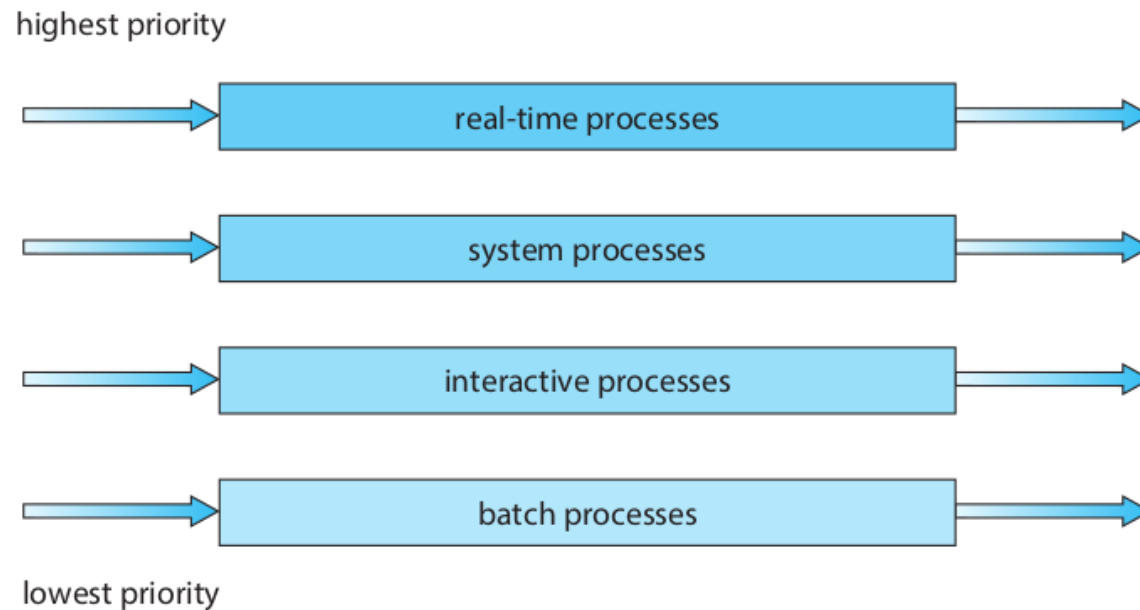 highest priority
real-time processes
system processes
interactive processes
batch processes
lowest priority